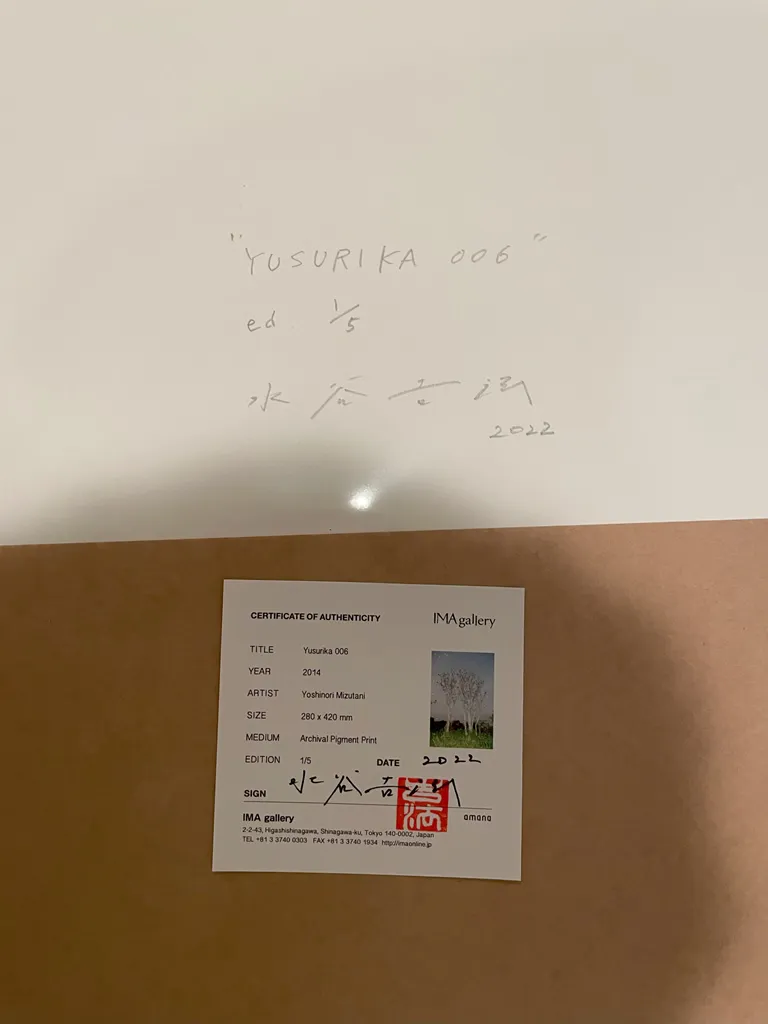 "YUSURIKA 006"
ed. 1/5
水谷吉法
2022
CERTIFICATE OF AUTHENTICITY
IMA gallery
TITLE Yusurika 006
YEAR 2014
ARTIST Yoshinori Mizutani
SIZE 280 x 420 mm
MEDIUM Archival Pigment Print
EDITION 1/5 DATE 2022
SIGN 水谷吉法
IMA gallery amana
2-2-43, Higashishinagawa, Shinagawa-ku, Tokyo 140-0002, Japan
TEL +81 3 3740 0303 FAX +81 3 3740 1934 http://imaonline.jp